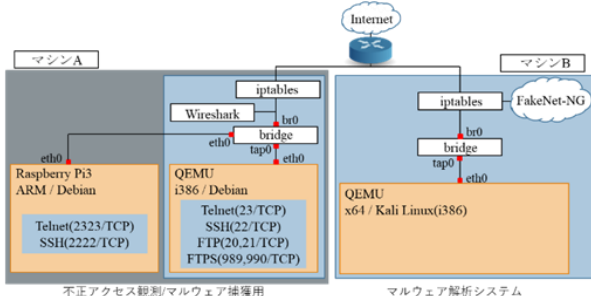 Internet
マシンA
マシンB
iptables
Wireshark
iptables
FakeNet-NG
br0
br0
eth0
bridge
bridge
tap0
tap0
eth0
eth0
eth0
Raspberry Pi3
ARM / Debian
Telnet(2323/TCP)
SSH(2222/TCP)
QEMU
i386 / Debian
Telnet(23/TCP)
SSH(22/TCP)
FTP(20,21/TCP)
FTPS(989,990/TCP)
QEMU
x64 / Kali Linux(i386)
不正アクセス観測/マルウェア捕獲用
マルウェア解析システム